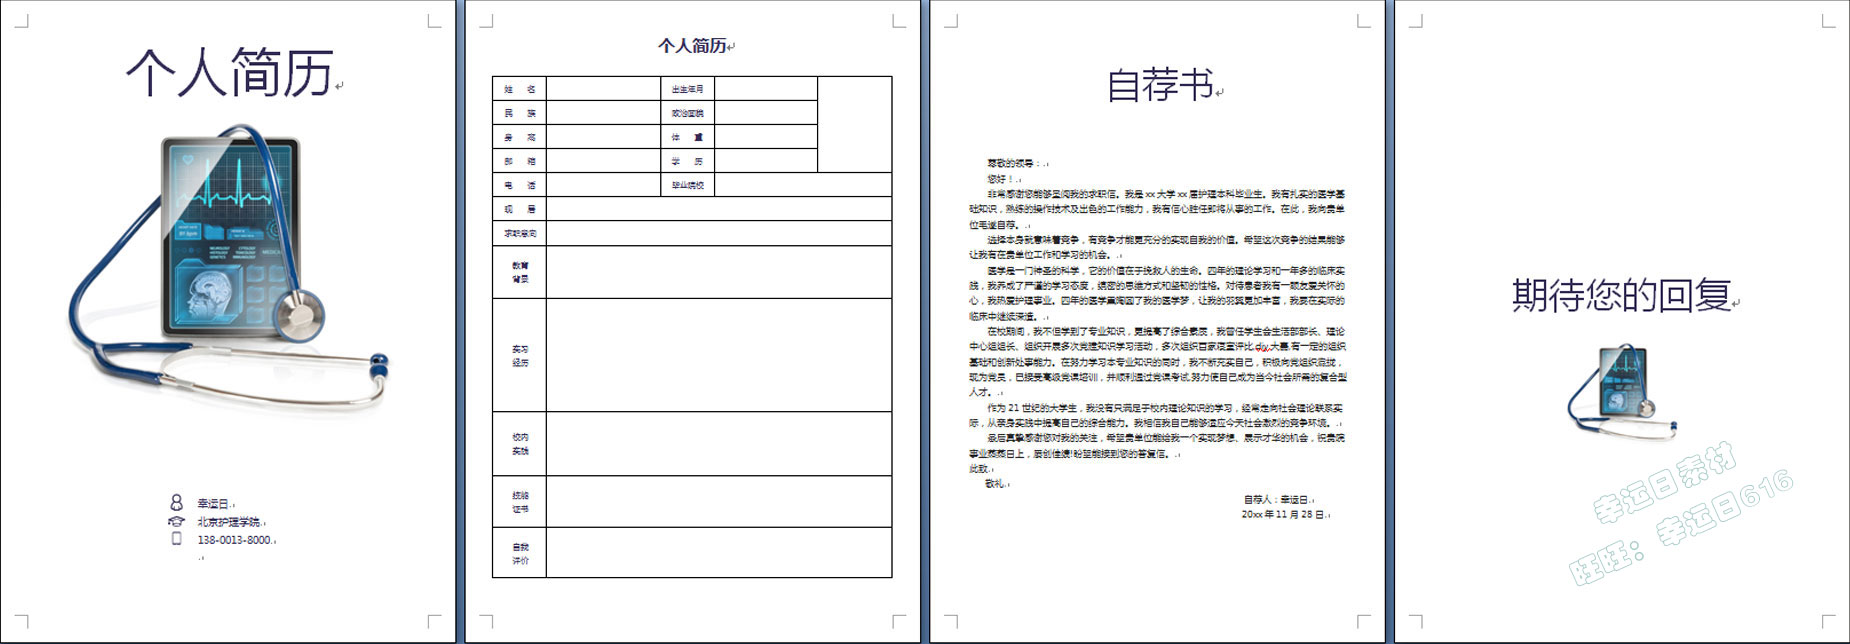 个人简历
幸运日
北京护理学院
138-0013-8000
个人简历
姓 名 出生年月
民 族 政治面貌
身 高 体 重
邮 箱 学 历
电 话 毕业院校
现 居
求职意向
教育
背景
实习
经历
校内
实践
技能
证书
自我
评价
自荐书
尊敬的领导：
您好！
非常感谢您能够垂阅我的求职信。我是 xx 大学 xx 届护理本科毕业生。我有扎实的医学基
础知识，熟练的操作技术及出色的工作能力，我有信心胜任即将从事的工作。在此，我向贵单
位毛遂自荐。
选择本身就意味着竞争，有竞争才能更充分的实现自我的价值。希望这次竞争的结果能够
让我有在贵单位工作和学习的机会。
医学是一门神圣的科学，它的价值在于挽救人的生命。四年的理论学习和一年多的临床实
践，我养成了严谨的学习态度，缜密的思维方式和坚韧的性格。对待患者我有一颗友爱关怀的
心，我热爱护理事业。四年的医学熏陶圆了我的医学梦，让我的羽翼更加丰富，我要在实际的
临床中继续深造。
在校期间，我不但学到了专业知识，更提高了综合素质，我曾任学生会生活部部长、理论
中心组组长、组织开展多次党建知识学习活动，多次组织百家寝室评比,diy,大赛.有一定的组织
基础和创新处事能力。在努力学习本专业知识的同时，我不断充实自己，积极向党组织靠拢，
现为党员，已接受高级党课培训，并顺利通过党课考试.努力使自己成为当今社会所需的复合型
人才。
作为 21 世纪的大学生，我没有只满足于校内理论知识的学习，经常走向社会理论联系实
际，从亲身实践中提高自己的综合能力。我相信我自己能够适应今天社会激烈的竞争环境。
最后真挚感谢您对我的关注，希望贵单位能给我一个实现梦想、展示才华的机会，祝贵院
事业蒸蒸日上，屡创佳绩!盼望能接到您的答复信。
此致
敬礼
自荐人：幸运日
20xx 年 11 月 28 日
期待您的回复
幸运日素材
旺旺：幸运日616